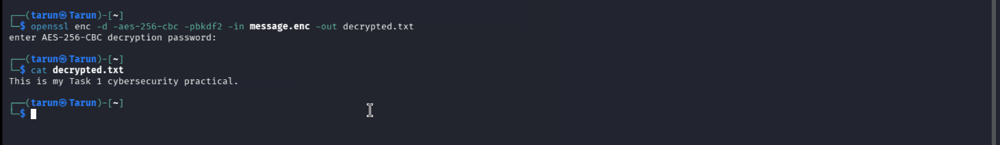 ┌──(tarun㉿Tarun)-[~]
└─$ openssl enc -d -aes-256-cbc -pbkdf2 -in message.enc -out decrypted.txt
enter AES-256-CBC decryption password:
┌──(tarun㉿Tarun)-[~]
└─$ cat decrypted.txt
This is my Task 1 cybersecurity practical.
┌──(tarun㉿Tarun)-[~]
└─$